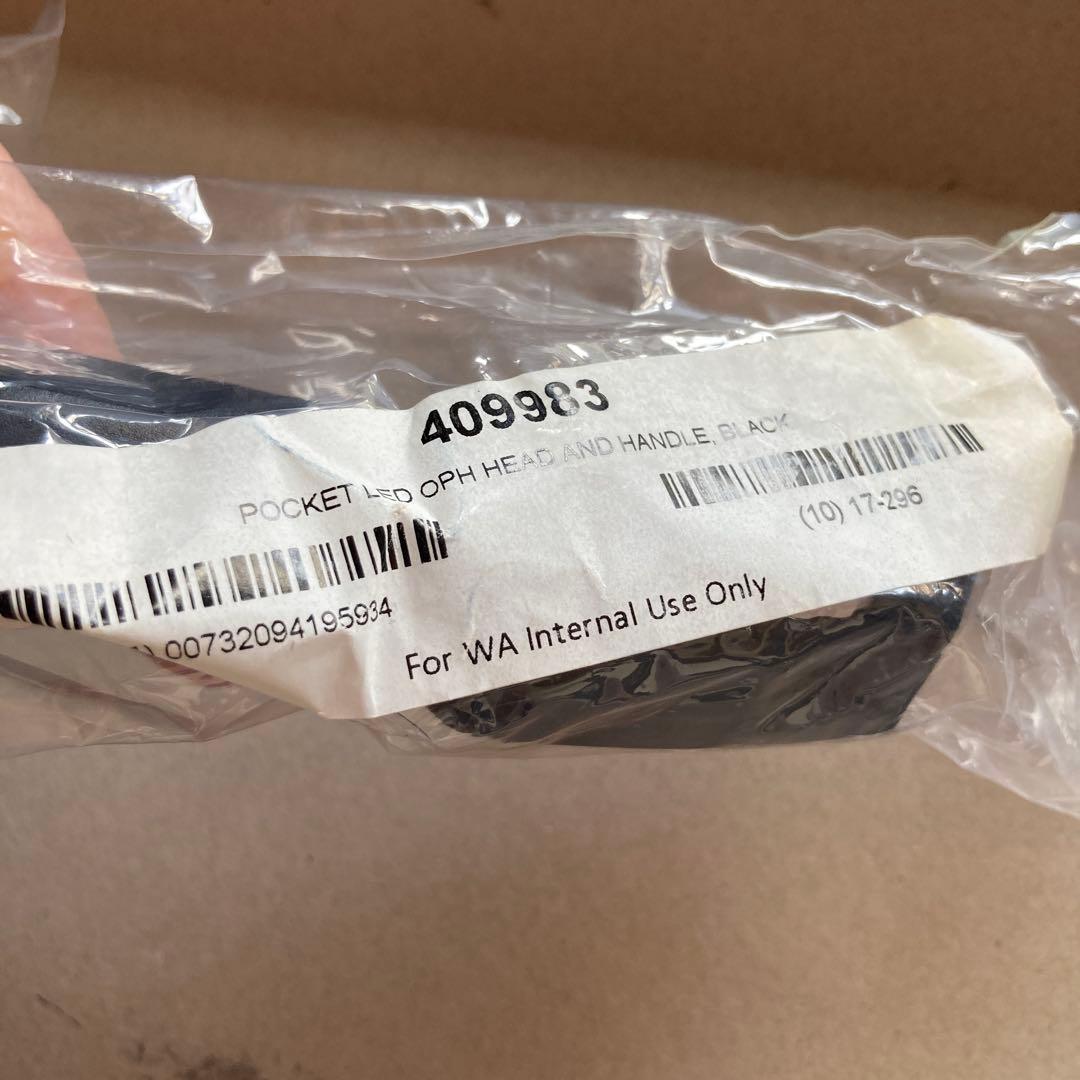 409983
POCKET LED OPH HEAD AND HANDLE, BLACK
(10) 17-296
) 00732094195934
For WA Internal Use Only